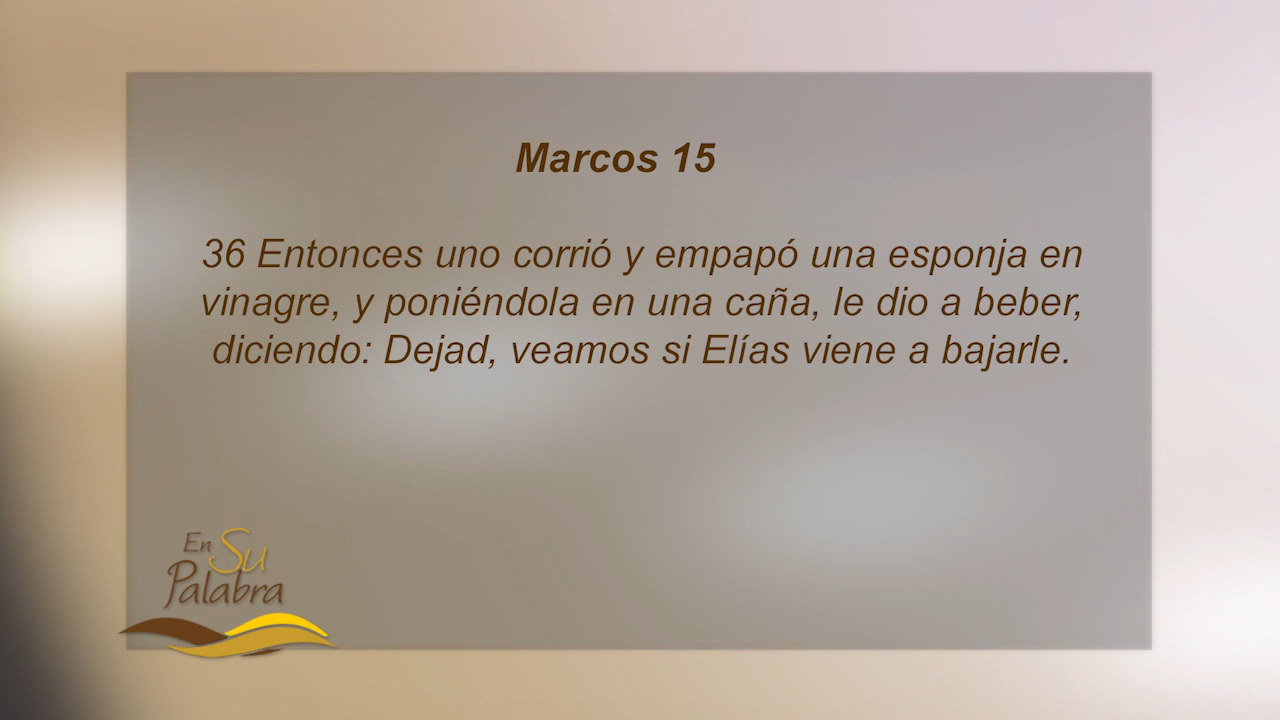 Marcos 15
36 Entonces uno corrió y empapó una esponja en
vinagre, y poniéndola en una caña, le dio a beber,
diciendo: Dejad, veamos si Elías viene a bajarle.
En Su
Palabra